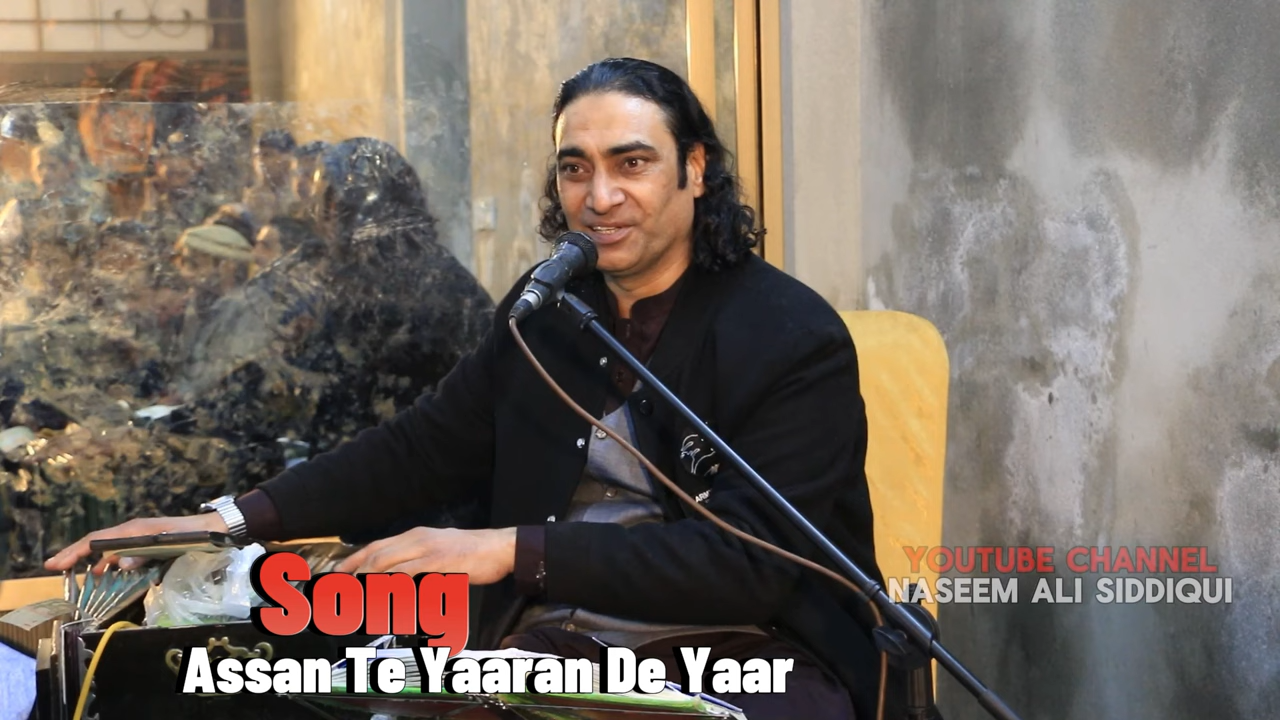 Song
Assan Te Yaaran De Yaar
YOUTUBE CHANNEL
NASEEM ALI SIDDIQUI